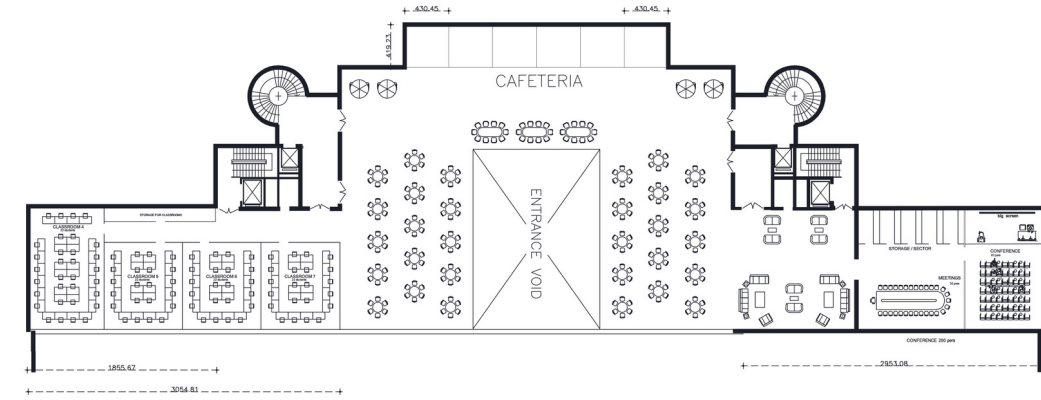 430.45
430.45
419.23
CAFETERIA
ENTRANCE VOID
STORAGE FOR CLASSROOMS
CLASSROOM 4
CLASSROOM 5
CLASSROOM 6
CLASSROOM 7
big screen
STORAGE / SECTOR
CONFERENCE
MEETINGS
CONFERENCE 250 pers
1855.67
2953.08
3054.81